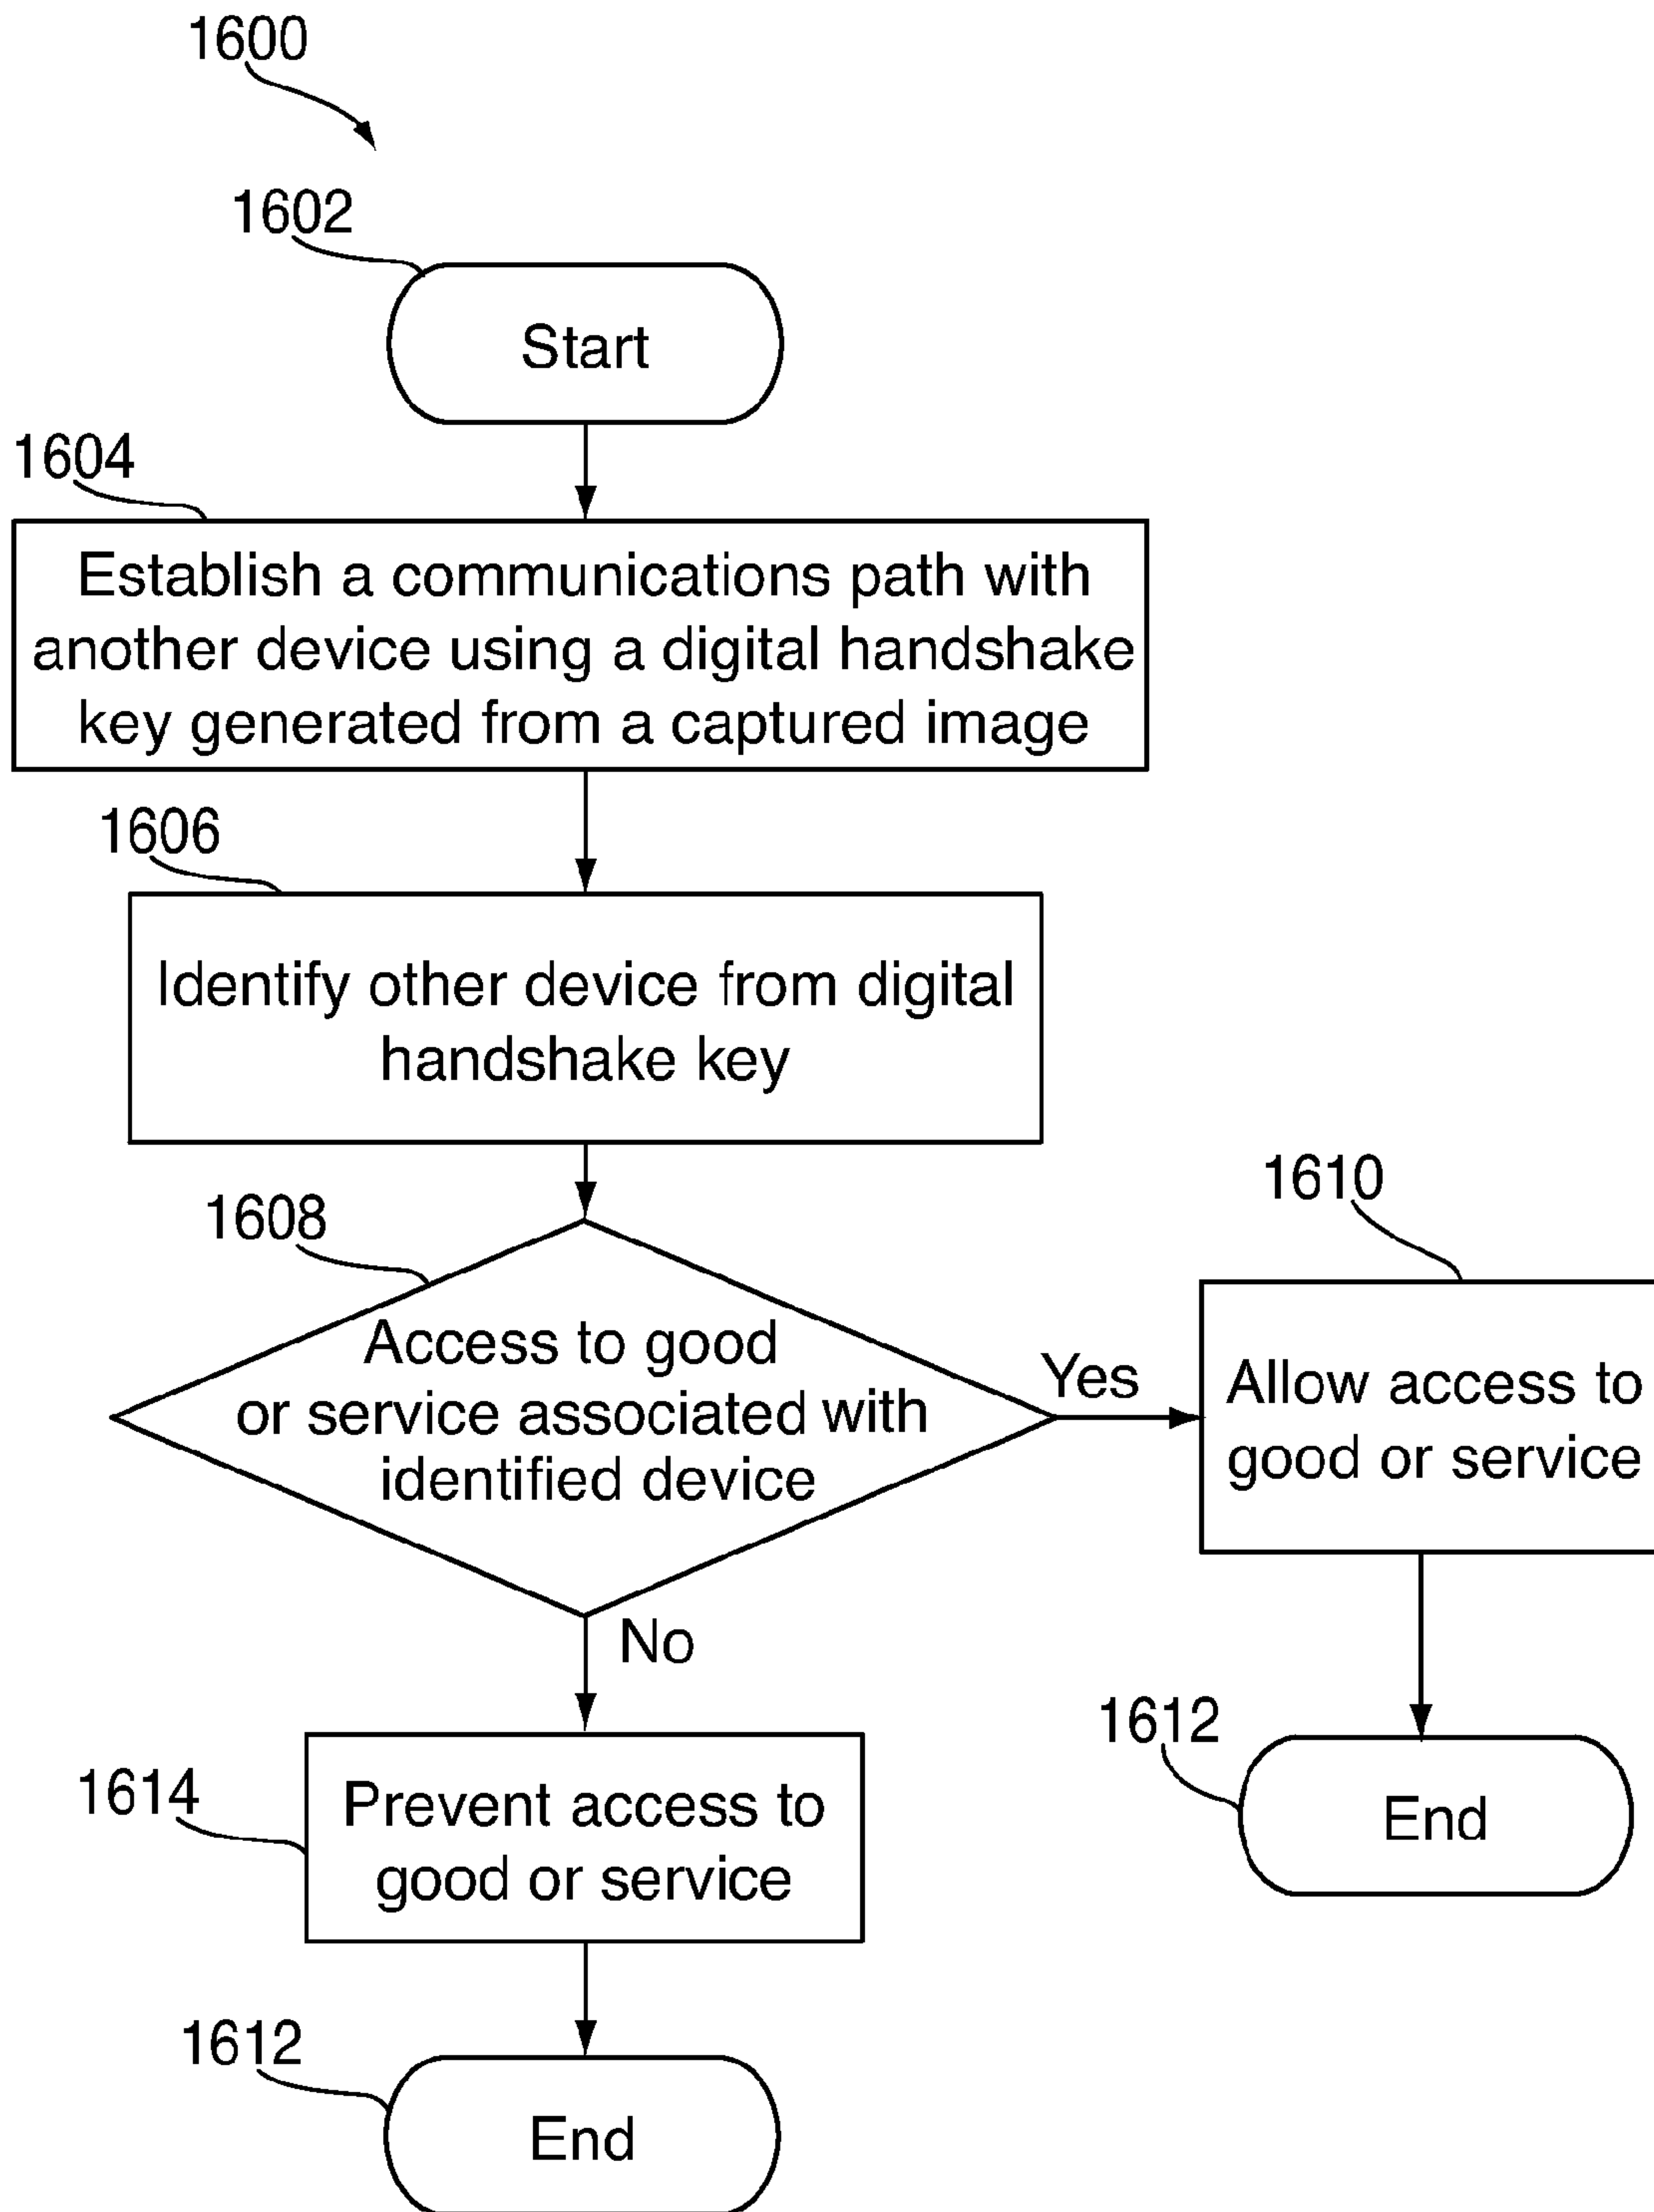 1600
1602
Start
1604
Establish a communications path with
another device using a digital handshake
key generated from a captured image
1606
Identify other device from digital
handshake key
1608
Access to good
or service associated with
identified device
Yes
1610
Allow access to
good or service
No
1612
End
1614
Prevent access to
good or service
1612
End